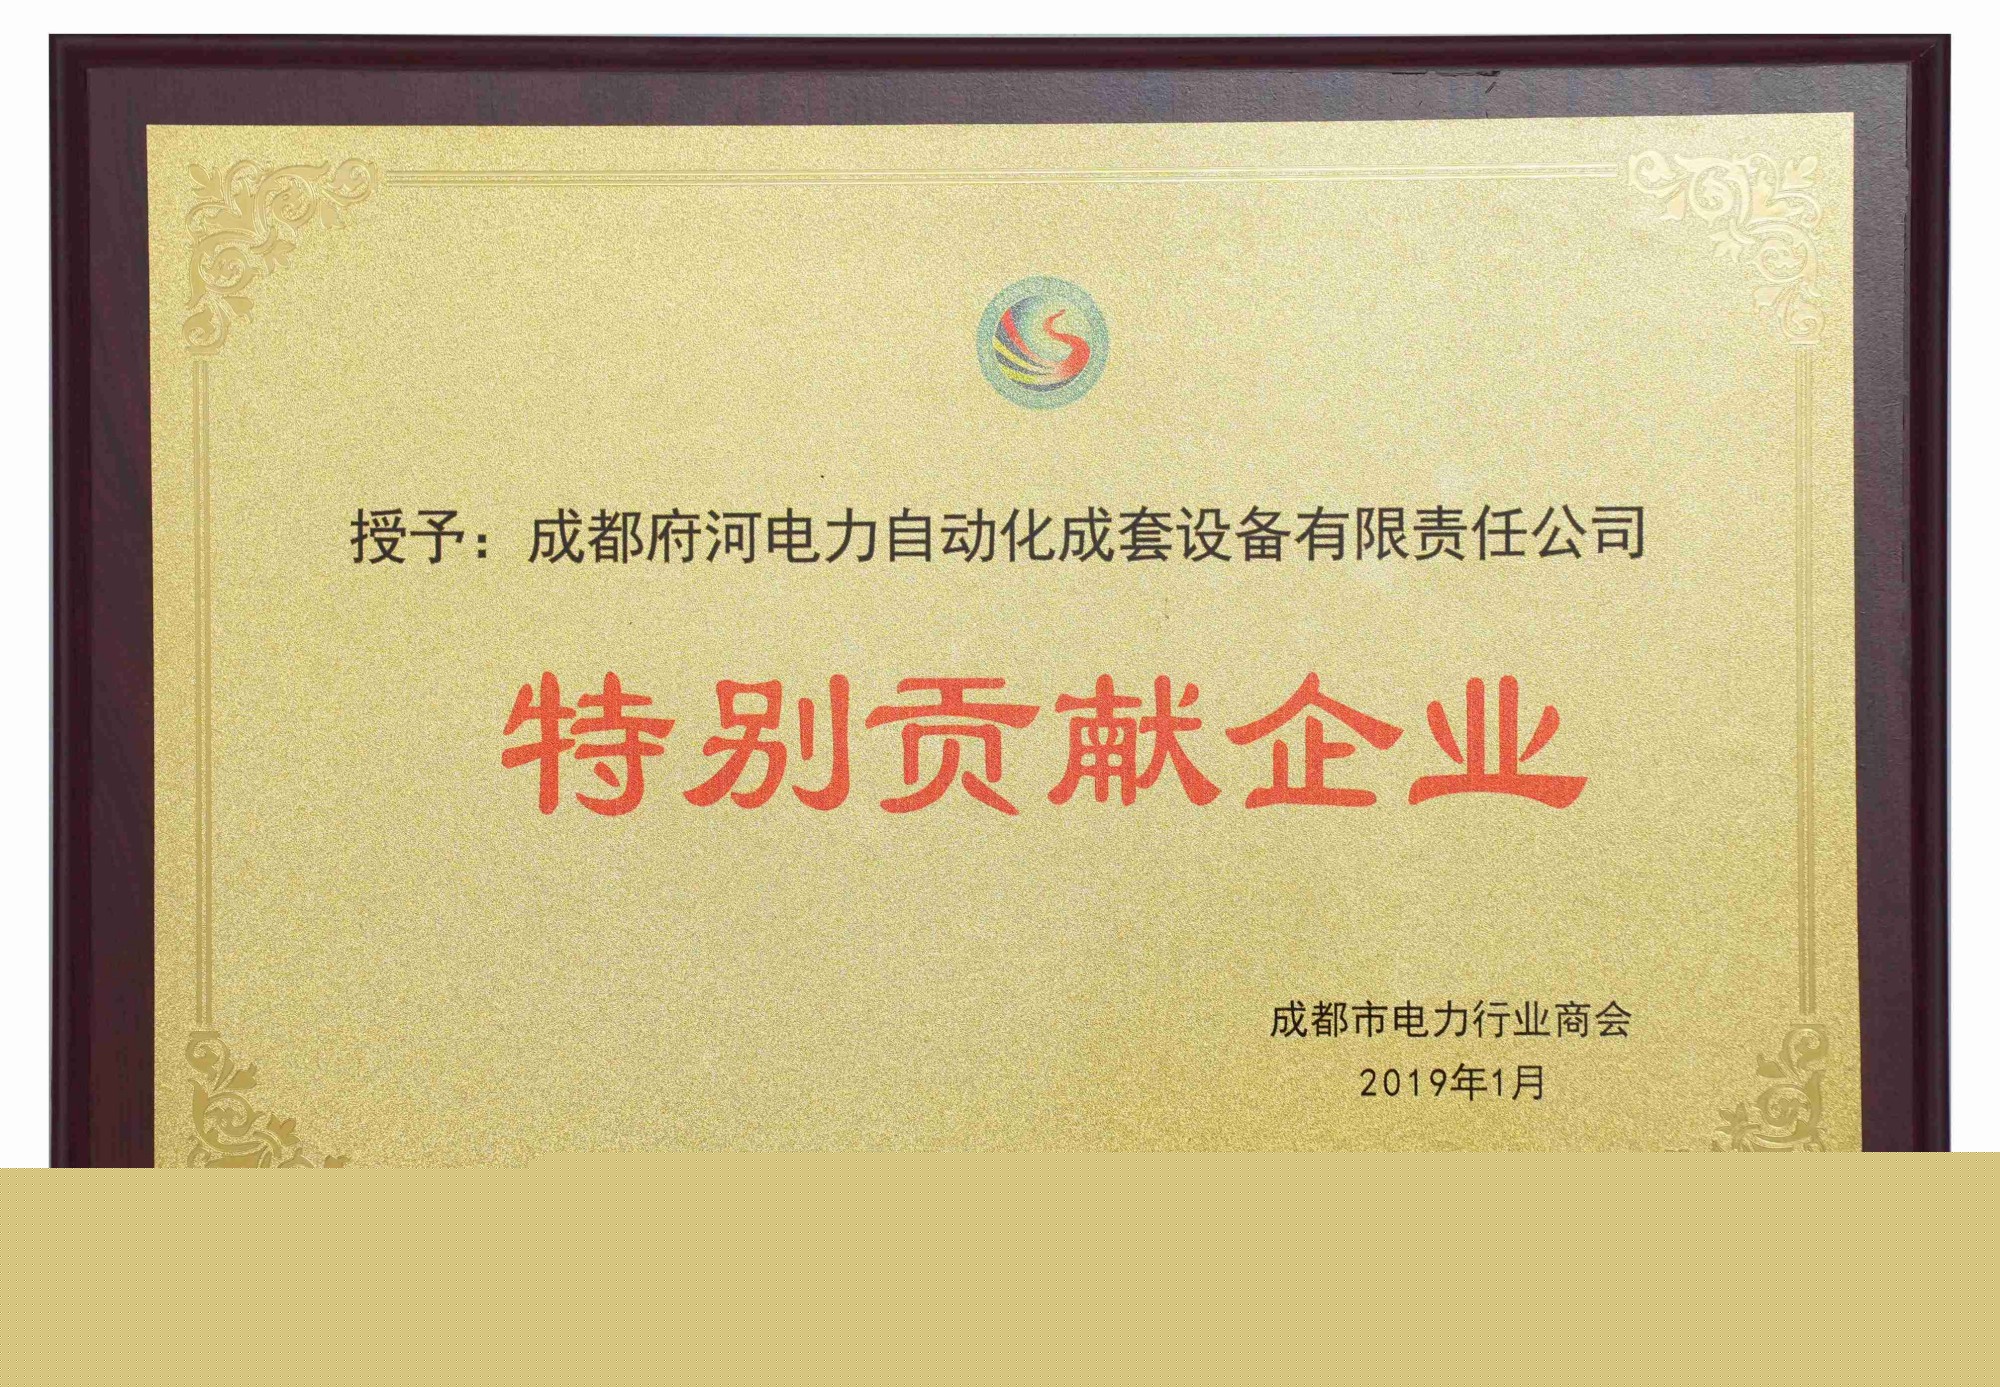 授予：成都府河电力自动化成套设备有限责任公司
特别贡献企业
成都市电力行业商会
2019年1月